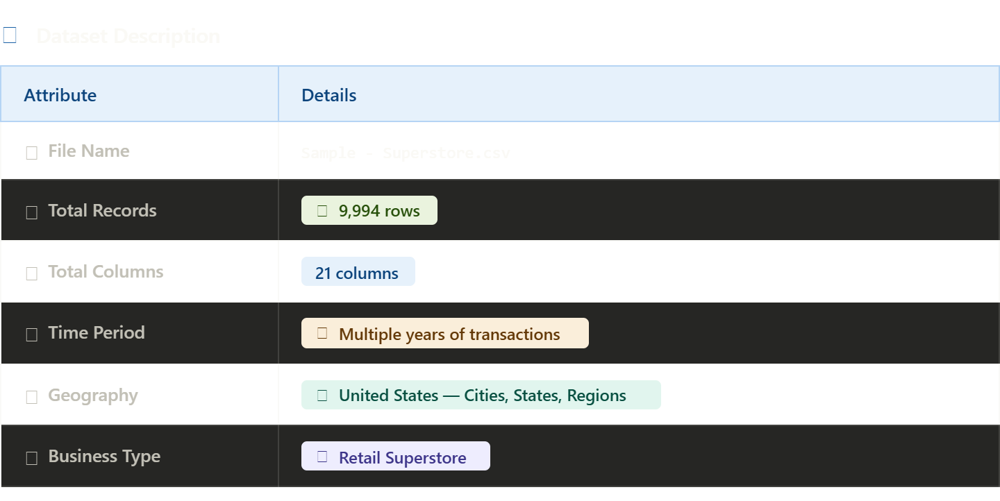 Dataset Description
Attribute Details
File Name Sample - Superstore.csv
Total Records 9,994 rows
Total Columns 21 columns
Time Period Multiple years of transactions
Geography United States — Cities, States, Regions
Business Type Retail Superstore